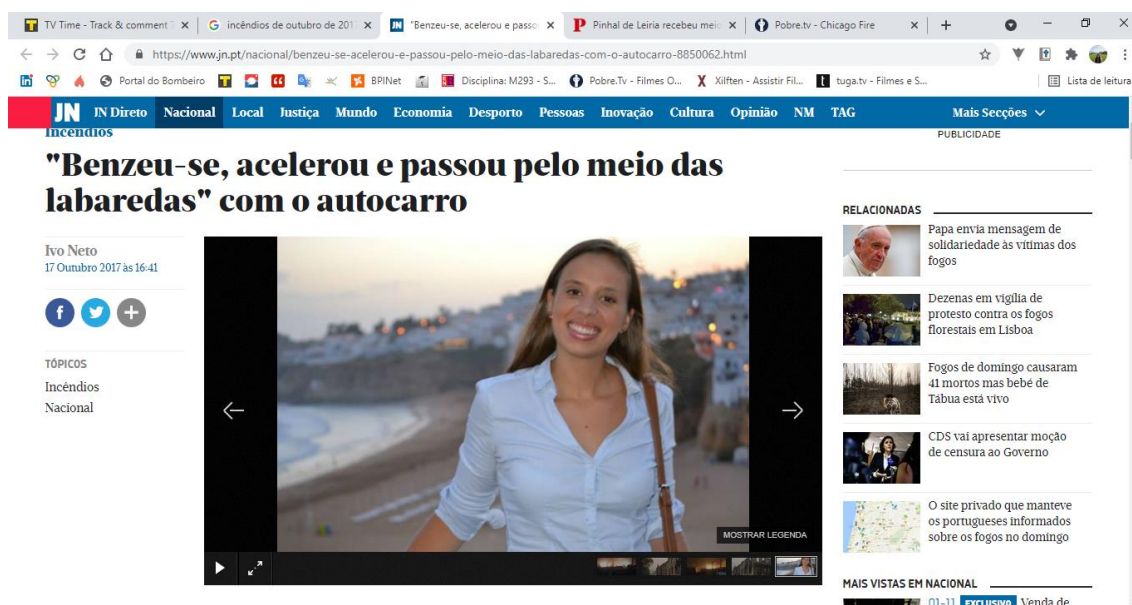 TV Time - Track & comment
incêndios de outubro de 201
"Benzeu-se, acelerou e passo
Pinhal de Leiria recebeu mei
Pobre.tv - Chicago Fire
https://www.jn.pt/nacional/benzeu-se-acelerou-e-passou-pelo-meio-das-labaredas-com-o-autocarro-8850062.html
Portal do Bombeiro
BPINet
Disciplina: M293 - S...
Pobre.Tv - Filmes O...
Xilften - Assistir Fil...
tuga.tv - Filmes e S...
Lista de leitura
JN IN Direto Nacional Local Justiça Mundo Economia Desporto Pessoas Inovação Cultura Opinião NM TAG Mais Secções
Incêndios
"Benzeu-se, acelerou e passou pelo meio das
labaredas" com o autocarro
Ivo Neto
17 Outubro 2017 às 16:41
TÓPICOS
Incêndios
Nacional
MOSTRAR LEGENDA
PUBLICIDADE
RELACIONADAS
Papa envia mensagem de
solidariedade às vítimas dos
fogos
Dezenas em vigília de
protesto contra os fogos
florestais em Lisboa
Fogos de domingo causaram
41 mortos mas bebé de
Tábua está vivo
CDS vai apresentar moção
de censura ao Governo
O site privado que manteve
os portugueses informados
sobre os fogos no domingo
MAIS VISTAS EM NACIONAL
01-11 EXCLUSIVO Venda de